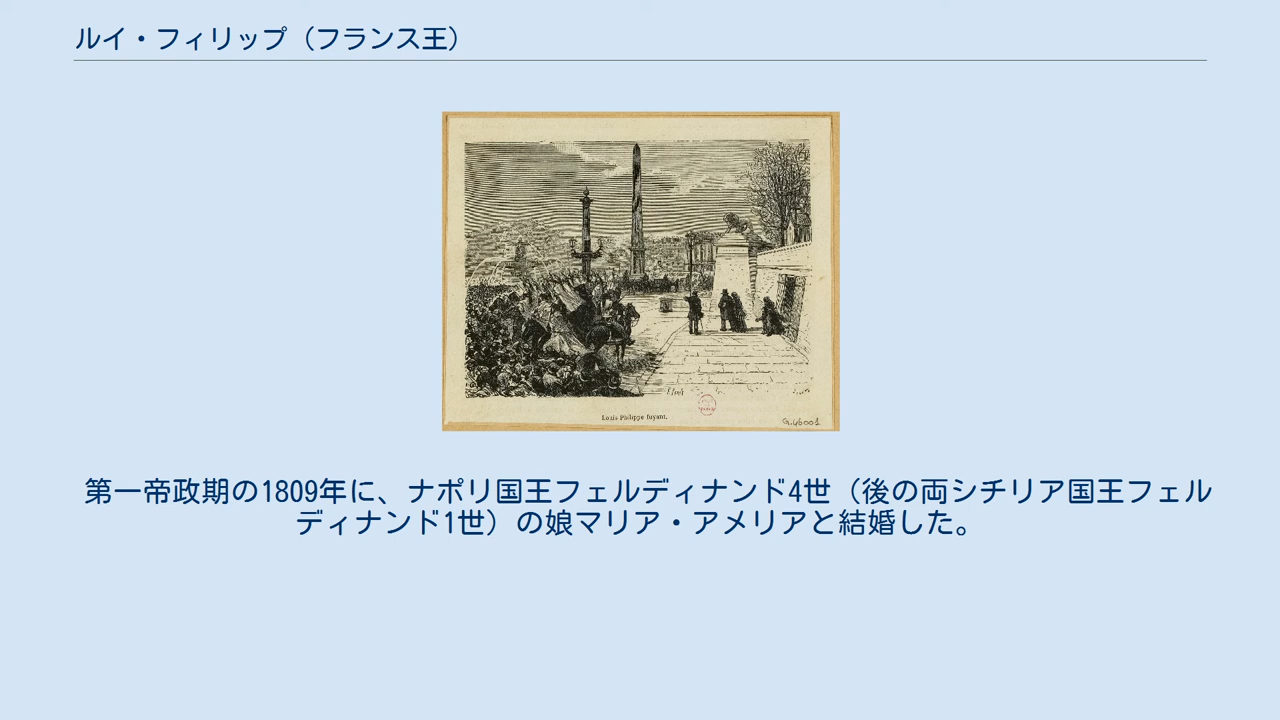 ルイ・フィリップ（フランス王）
Louis Philippe fuyant.
G.46001
第一帝政期の1809年に、ナポリ国王フェルディナンド4世（後の両シチリア国王フェル
ディナンド1世）の娘マリア・アメリアと結婚した。